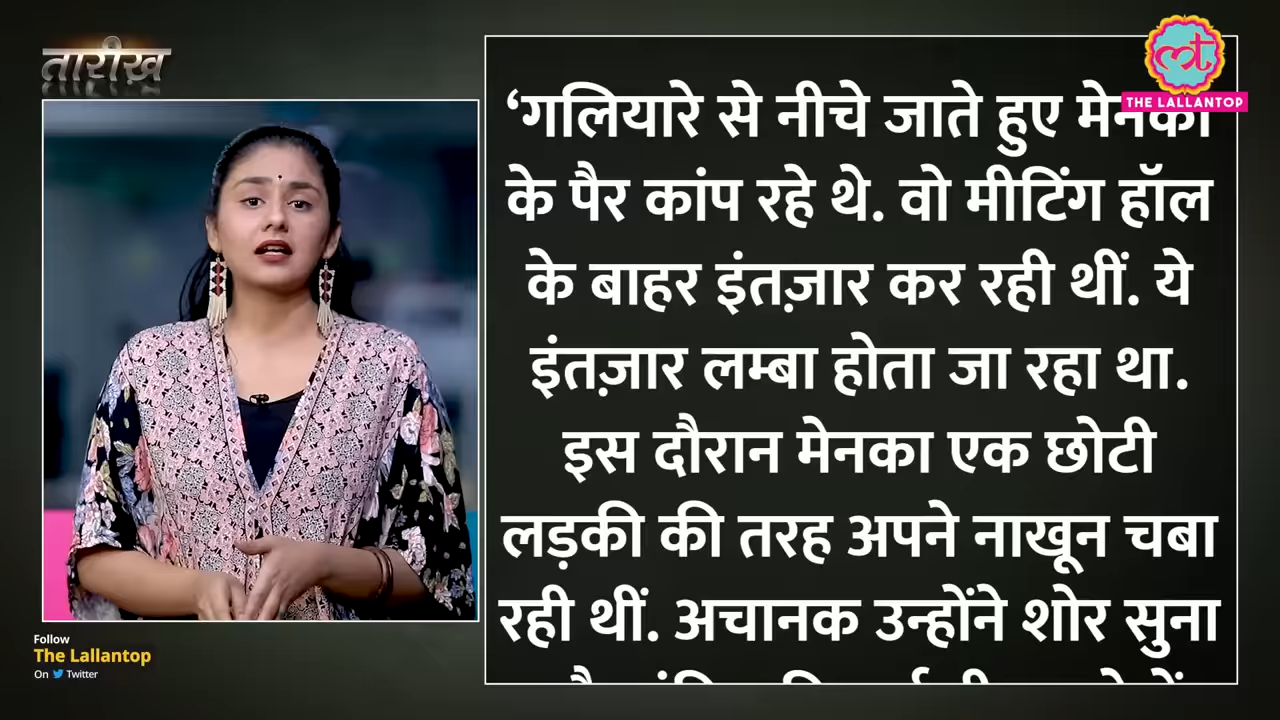 तारीख़
lt
THE LALLANTOP
‘गलियारे से नीचे जाते हुए मेनका
के पैर कांप रहे थे. वो मीटिंग हॉल
के बाहर इंतज़ार कर रही थीं. ये
इंतज़ार लम्बा होता जा रहा था.
इस दौरान मेनका एक छोटी
लड़की की तरह अपने नाखून चबा
रही थीं. अचानक उन्होंने शोर सुना
Follow
The Lallantop
On Twitter